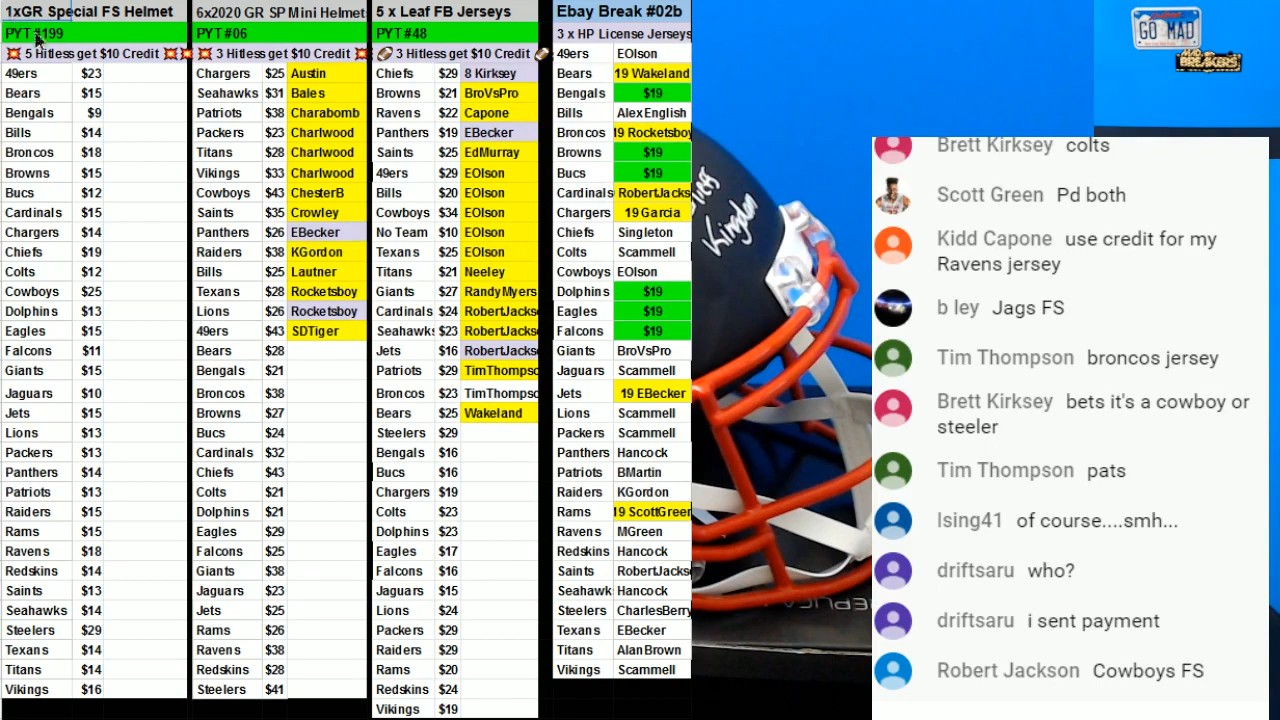 1xGR Special FS Helmet
PYT #199
💥 5 Hitless get $10 Credit 💥💥
49ers $23
Bears $15
Bengals $9
Bills $14
Broncos $18
Browns $15
Bucs $12
Cardinals $15
Chargers $14
Chiefs $19
Colts $12
Cowboys $25
Dolphins $13
Eagles $15
Falcons $11
Giants $15
Jaguars $10
Jets $15
Lions $13
Packers $13
Panthers $14
Patriots $13
Raiders $15
Rams $15
Ravens $18
Redskins $14
Saints $13
Seahawks $14
Steelers $29
Texans $14
Titans $14
Vikings $16
6x2020 GR SP Mini Helmet
PYT #06
💥 3 Hitless get $10 Credit 💥
Chargers $25 Austin
Seahawks $31 Bales
Patriots $38 Charabomb
Packers $23 Charlwood
Titans $28 Charlwood
Vikings $33 Charlwood
Cowboys $43 ChesterB
Saints $35 Crowley
Panthers $26 EBecker
Raiders $38 KGordon
Bills $25 Lautner
Texans $28 Rocketsboy
Lions $26 Rocketsboy
49ers $43 SDTiger
Bears $28
Bengals $21
Broncos $38
Browns $27
Bucs $24
Cardinals $32
Chiefs $43
Colts $21
Dolphins $21
Eagles $29
Falcons $25
Giants $38
Jaguars $23
Jets $25
Rams $26
Ravens $38
Redskins $28
Steelers $41
5 x Leaf FB Jerseys
PYT #48
🏈 3 Hitless get $10 Credit 🏈
Chiefs $29 8 Kirksey
Browns $21 BroVsPro
Ravens $22 Capone
Panthers $19 EBecker
Saints $25 EdMurray
49ers $29 EOlson
Bills $20 EOlson
Cowboys $34 EOlson
No Team $10 EOlson
Texans $25 EOlson
Titans $21 Neeley
Giants $27 RandyMyers
Cardinals $24 RobertJackso
Seahawks $23 RobertJackso
Jets $16 RobertJackso
Patriots $29 TimThompso
Broncos $23 TimThompso
Bears $25 Wakeland
Steelers $29
Bengals $16
Bucs $16
Chargers $19
Colts $23
Dolphins $23
Eagles $17
Falcons $16
Jaguars $15
Lions $24
Packers $29
Raiders $29
Rams $20
Redskins $24
Vikings $19
Ebay Break #02b
3 x HP License Jerseys
49ers EOlson
Bears 19 Wakeland
Bengals $19
Bills AlexEnglish
Broncos 19 Rocketsboy
Browns $19
Bucs $19
Cardinals RobertJacks
Chargers 19 Garcia
Chiefs Singleton
Colts Scammell
Cowboys EOlson
Dolphins $19
Eagles $19
Falcons $19
Giants BroVsPro
Jaguars Scammell
Jets 19 EBecker
Lions Scammell
Packers Scammell
Panthers Hancock
Patriots BMartin
Raiders KGordon
Rams 19 ScottGreen
Ravens MGreen
Redskins Hancock
Saints RobertJacks
Seahawks Hancock
Steelers CharlesBerry
Texans EBecker
Titans AlanBrown
Vikings Scammell
GO MAD
MAD
BREAKERS
Kingdom
Brett Kirksey colts
Scott Green Pd both
Kidd Capone use credit for my
Ravens jersey
b ley Jags FS
Tim Thompson broncos jersey
Brett Kirksey bets it's a cowboy or
steeler
Tim Thompson pats
lsing41 of course....smh...
driftsaru who?
driftsaru i sent payment
Robert Jackson Cowboys FS